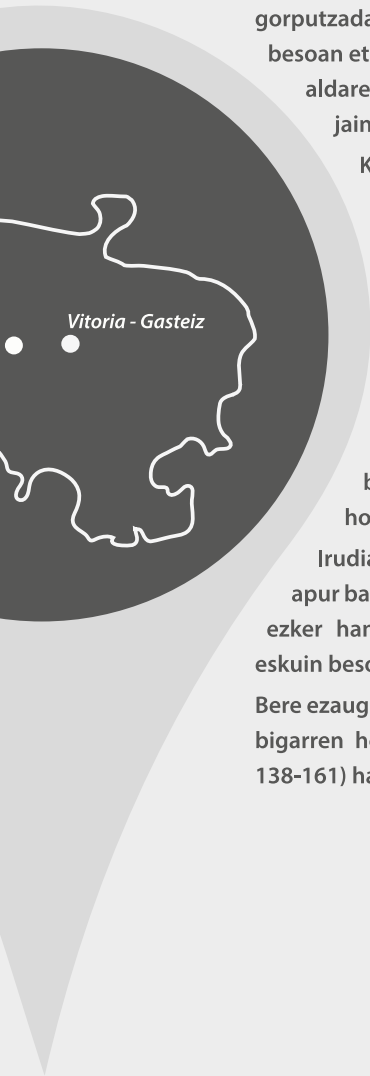 gorputzada
besoan et
aldare
jain
K
Vitoria - Gasteiz
b
ho
Irudia
apur ba
ezker har
eskuin beso
Bere ezaug
bigarren h
138-161) ha